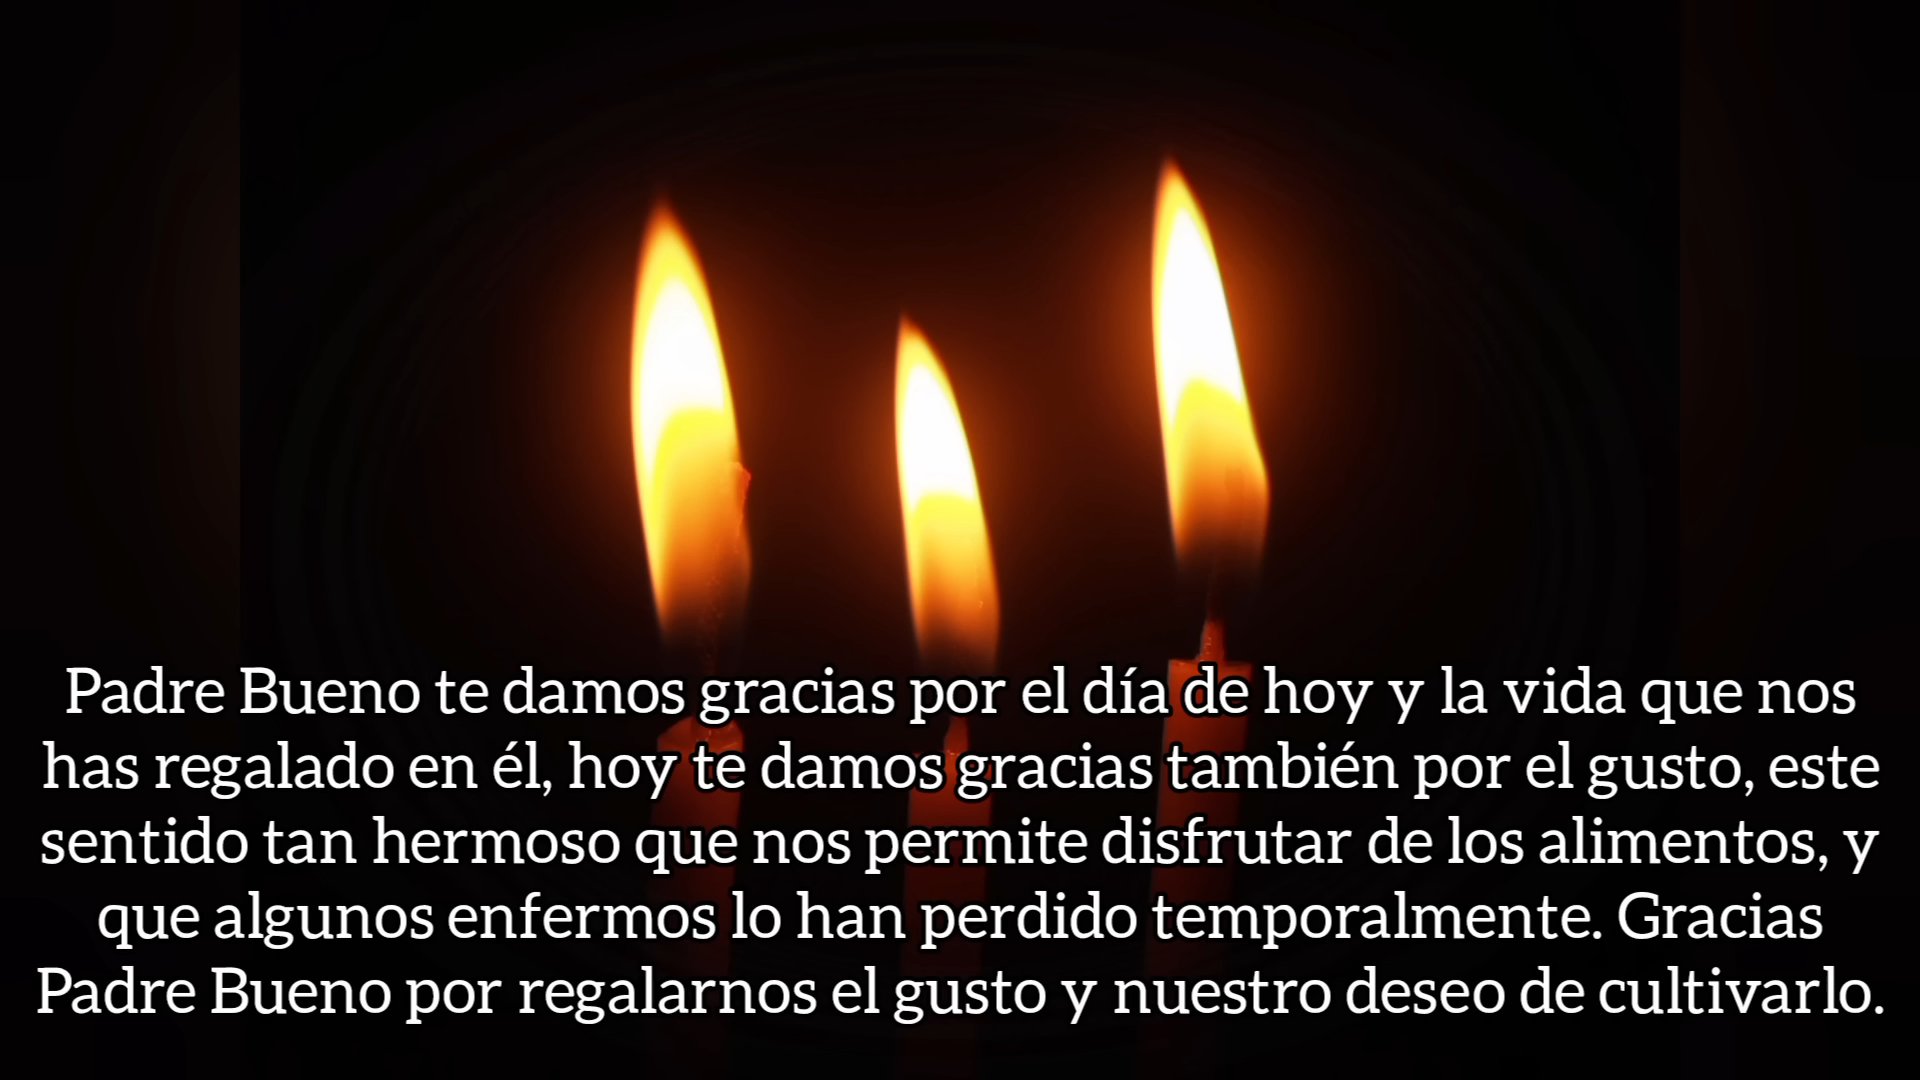 Padre Bueno te damos gracias por el día de hoy y la vida que nos
has regalado en él, hoy te damos gracias también por el gusto, este
sentido tan hermoso que nos permite disfrutar de los alimentos, y
que algunos enfermos lo han perdido temporalmente. Gracias
Padre Bueno por regalarnos el gusto y nuestro deseo de cultivarlo.